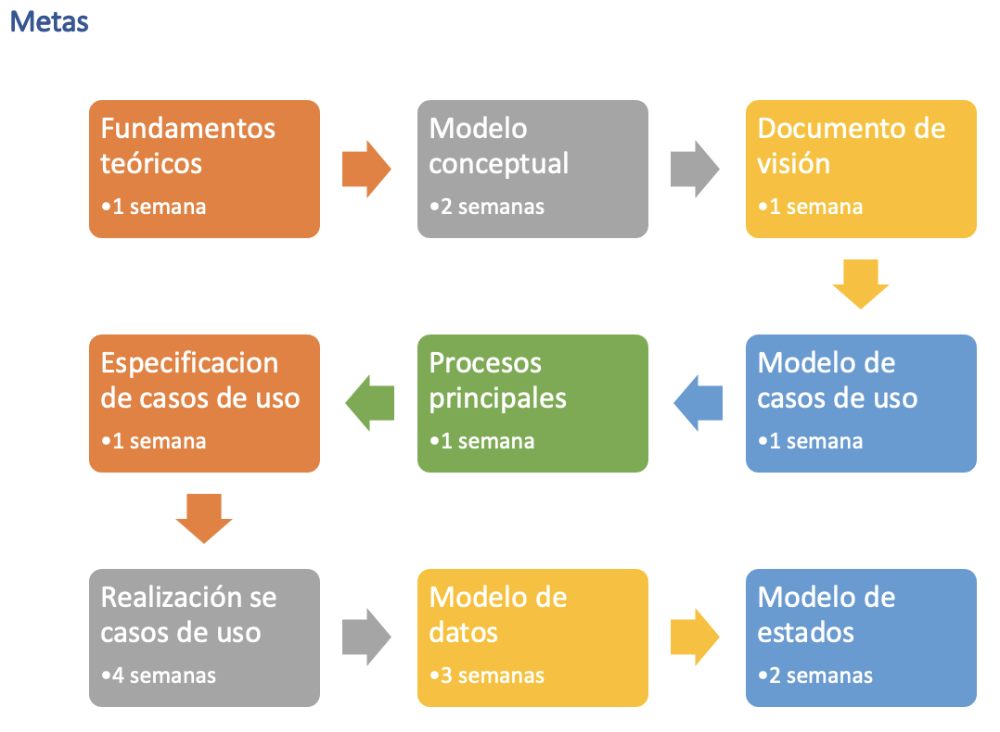 Metas
Fundamentos
teóricos
•1 semana
Modelo
conceptual
•2 semanas
Documento de
visión
•1 semana
Modelo de
casos de uso
•1 semana
Procesos
principales
•1 semana
Especificacion
de casos de uso
•1 semana
Realización se
casos de uso
•4 semanas
Modelo de
datos
•3 semanas
Modelo de
estados
•2 semanas